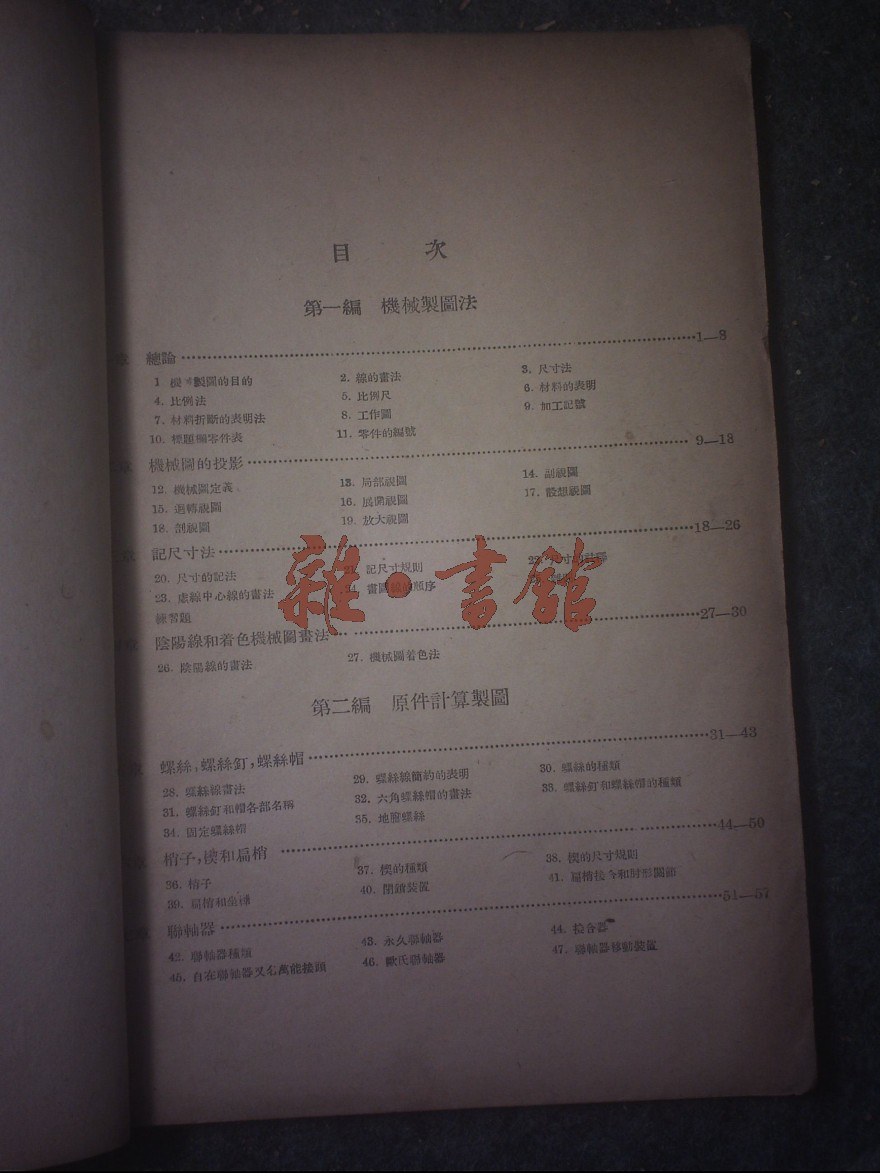 目 次
第一編 機械製圖法
總論 1—8
1 機 製圖的目的 2. 線的畫法 3. 尺寸法
4. 比例法 5. 比例尺 6. 材料的表明
7. 材料折斷的表明法 8. 工作圖 9. 加工記號
10. 標題欄零件表 11. 零件的編號
機械圖的投影 9—18
12. 機械圖定義 13. 局部視圖 14. 副視圖
15. 迴轉視圖 16. 展開視圖 17. 假想視圖
18. 剖視圖 19. 放大視圖
記尺寸法 18—26
20. 尺寸的記法 記尺寸規則 22. 尺寸的註釋
23. 虛線中心線的畫法 24. 畫圖線的順序
練習題
雜·書館
陰陽線和着色機械圖畫法 27—30
26. 陰陽線的畫法 27. 機械圖着色法
第二編 原件計算製圖
螺絲,螺絲釘,螺絲帽 31—43
28. 螺絲線畫法 29. 螺絲線簡約的表明 30. 螺絲的種類
31. 螺絲釘和帽各部名稱 32. 六角螺絲帽的畫法 33. 螺絲釘和螺絲帽的種類
34. 固定螺絲帽 35. 地脚螺絲
梢子,楔和扁梢 44—50
36. 梢子 37. 楔的種類 38. 楔的尺寸規則
39. 扁梢和 40. 閉鎖裝置 41. 扁梢拉令和肘形關節
聯軸器 51—57
42. 聯軸器種類 43. 永久聯軸器 44. 接合器
45. 自在聯軸器又名萬能接頭 46. 歐氏聯軸器 47. 聯軸器移動裝置